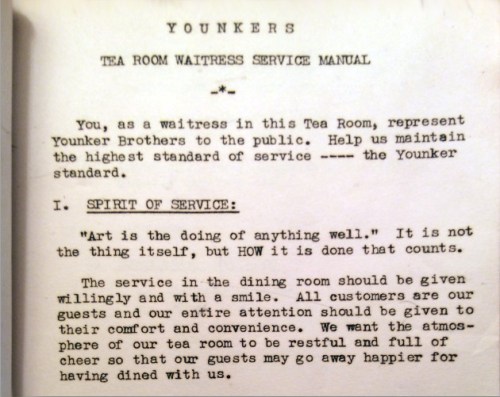 YOUNKERS
TEA ROOM WAITRESS SERVICE MANUAL
-*-
You, as a waitress in this Tea Room, represent
Younker Brothers to the public. Help us maintain
the highest standard of service ---- the Younker
standard.
I. SPIRIT OF SERVICE:
"Art is the doing of anything well." It is not
the thing itself, but HOW it is done that counts.
The service in the dining room should be given
willingly and with a smile. All customers are our
guests and our entire attention should be given to
their comfort and convenience. We want the atmos-
phere of our tea room to be restful and full of
cheer so that our guests may go away happier for
having dined with us.